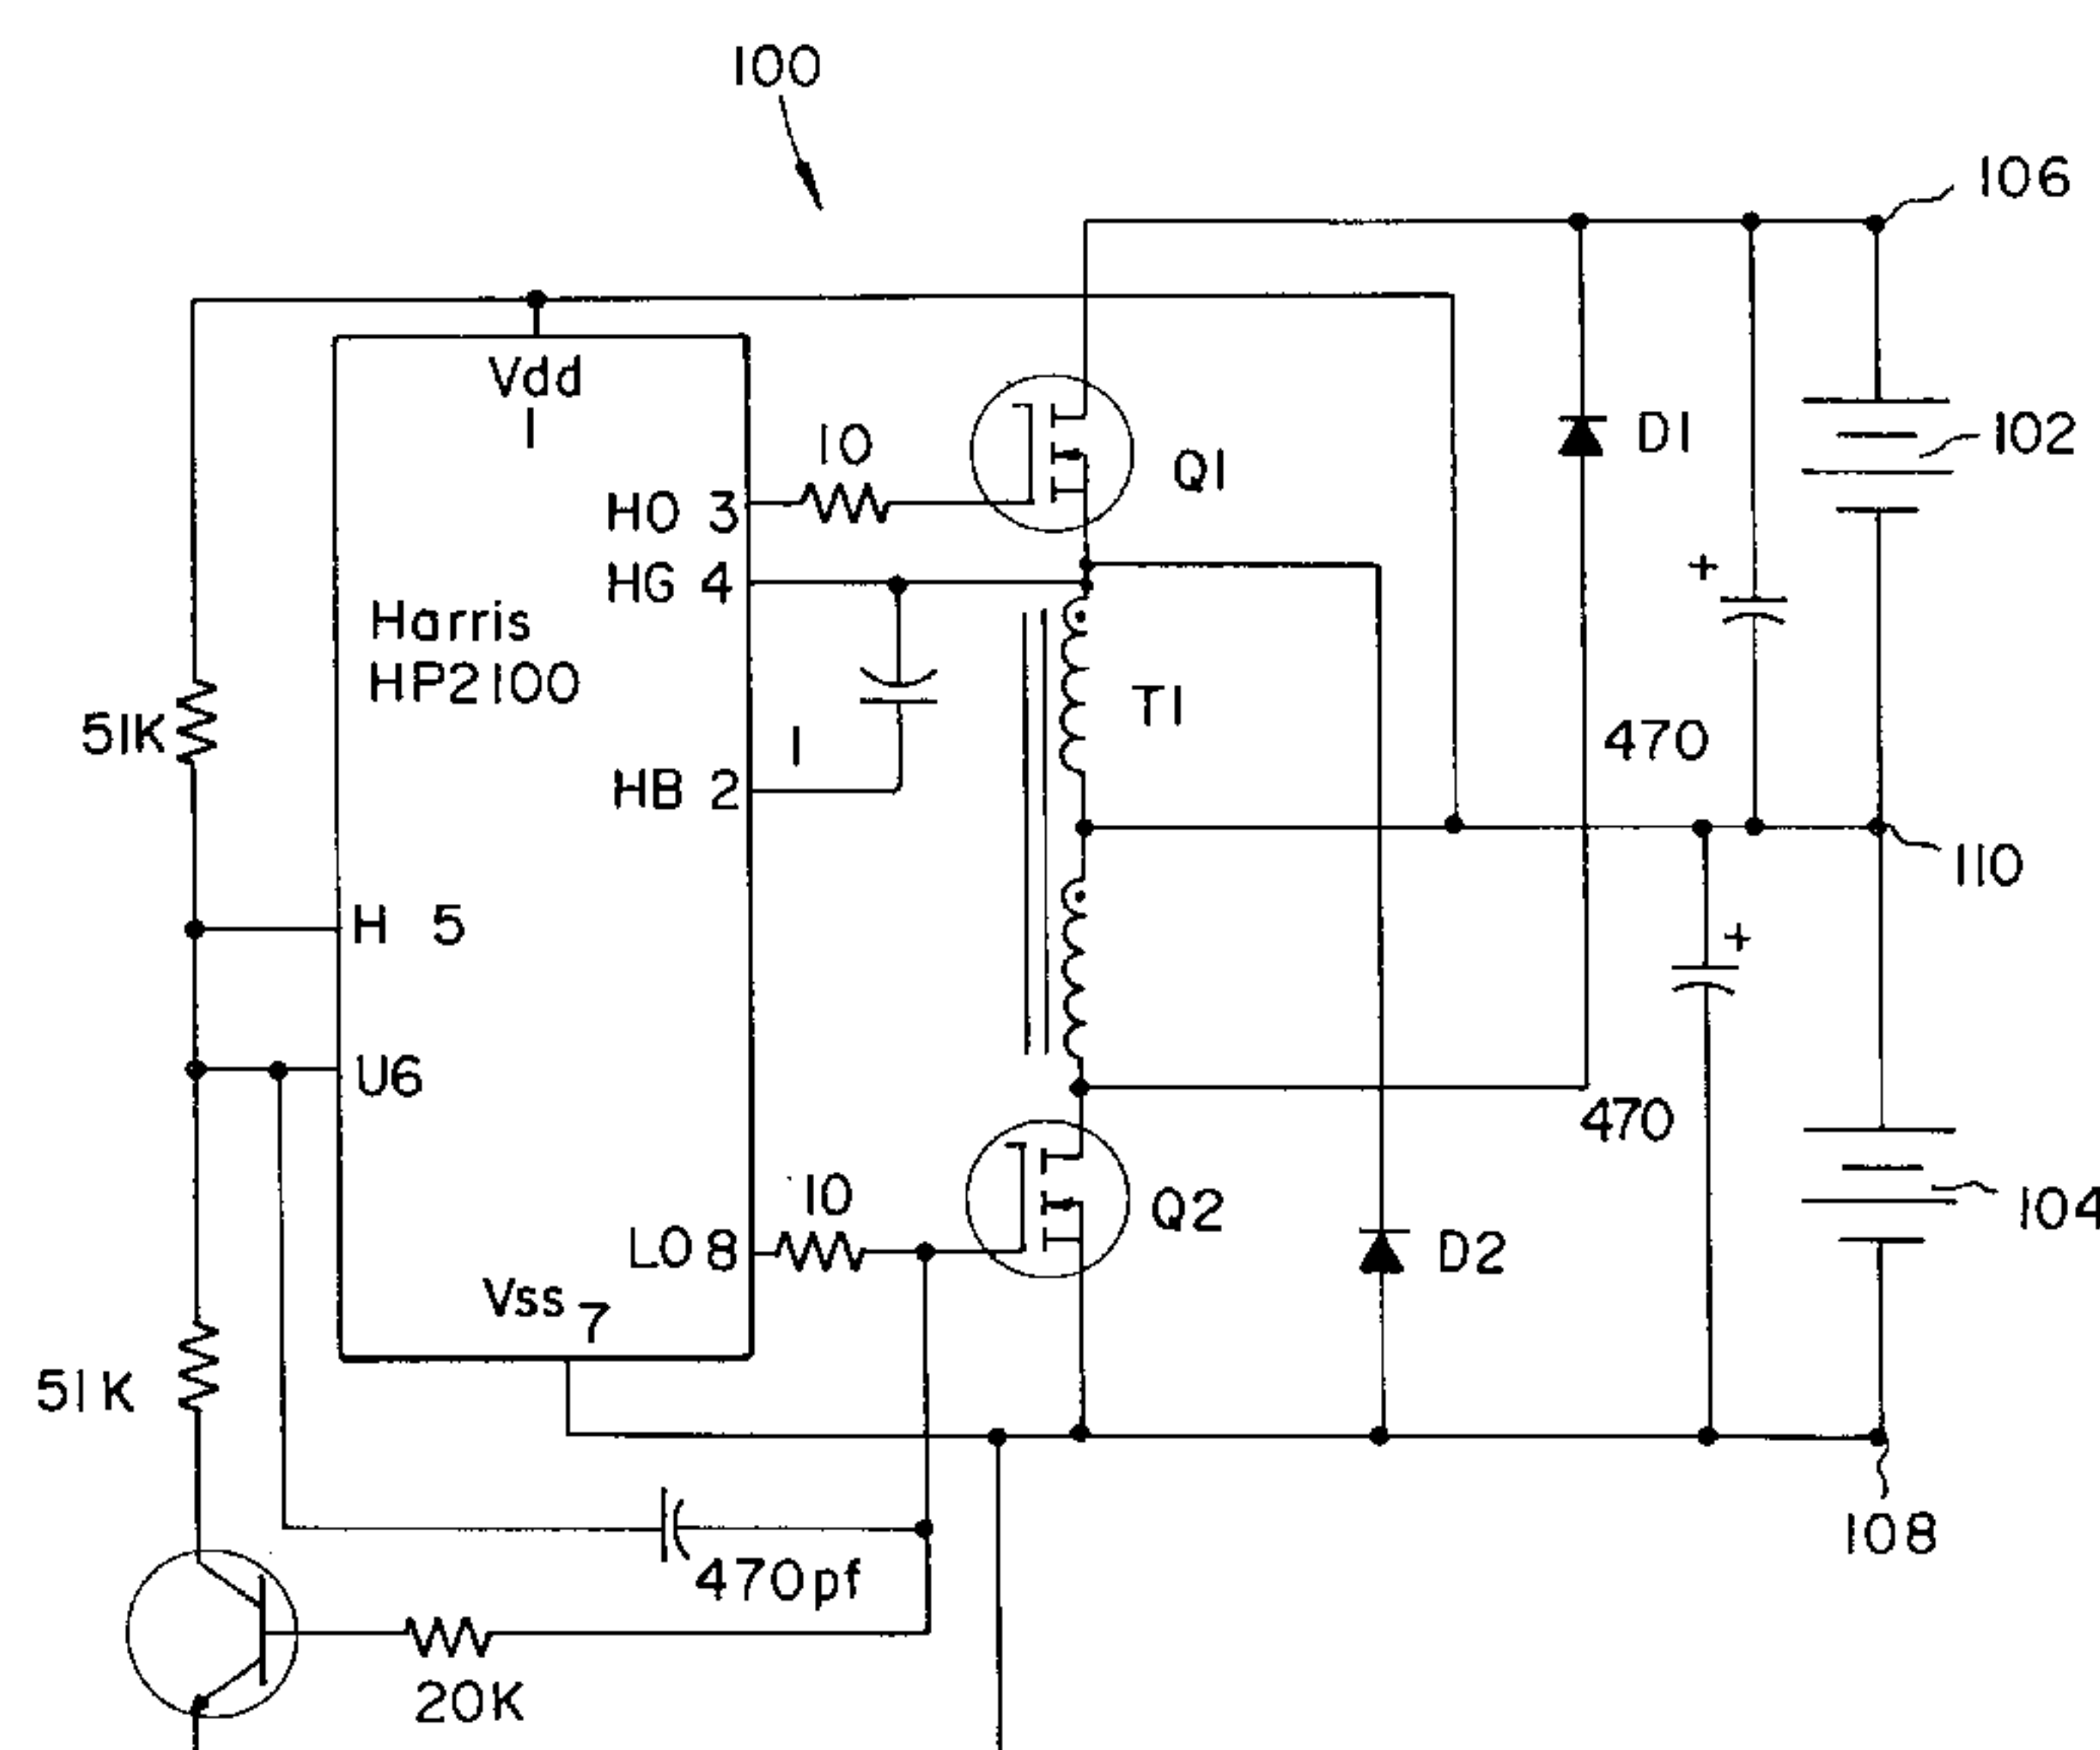 100
106
Vdd
1
10
Q1
D1
102
HO 3
HG 4
+
Harris
HP2100
T1
51K
470
1
HB 2
110
H 5
+
U6
470
10
Q2
104
LO 8
D2
Vss 7
51K
108
470pf
20K